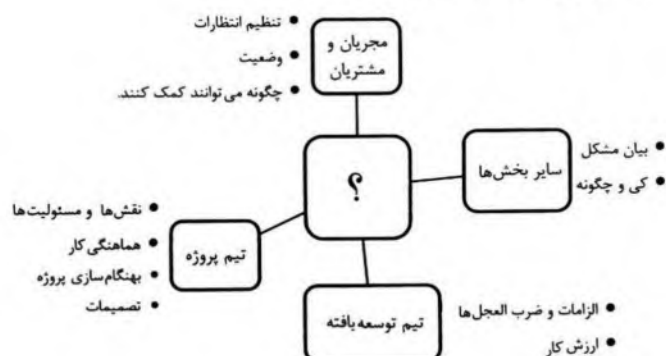 مجریان و
مشتریان
• تنظیم انتظارات
• وضعیت
• چگونه می توانند کمک کنند.
؟
سایر بخش‌ها
• بیان مشکل
• کی و چگونه
تیم پروژه
• نقش‌ها و مسئولیت‌ها
• هماهنگی کار
• بهنگام‌سازی پروژه
• تصمیمات
تیم توسعه یافته
• الزامات و ضرب العجل‌ها
• ارزش کار